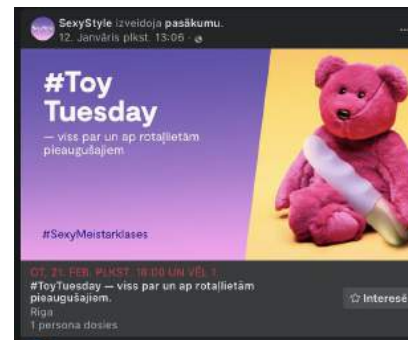 SexyStyle izveidoja pasākumu.
12. Janvāris plkst. 13:06 ·
#Toy
Tuesday
— viss par un ap rotaļlietām
pieaugušajiem
#SexyMeistarklases
OT, 21. FEB. PLKST. 18:00 UN VĒL 1
#ToyTuesday — viss par un ap rotaļlietām
pieaugušajiem.
Rīga
1 persona dosies
☆ Interesē